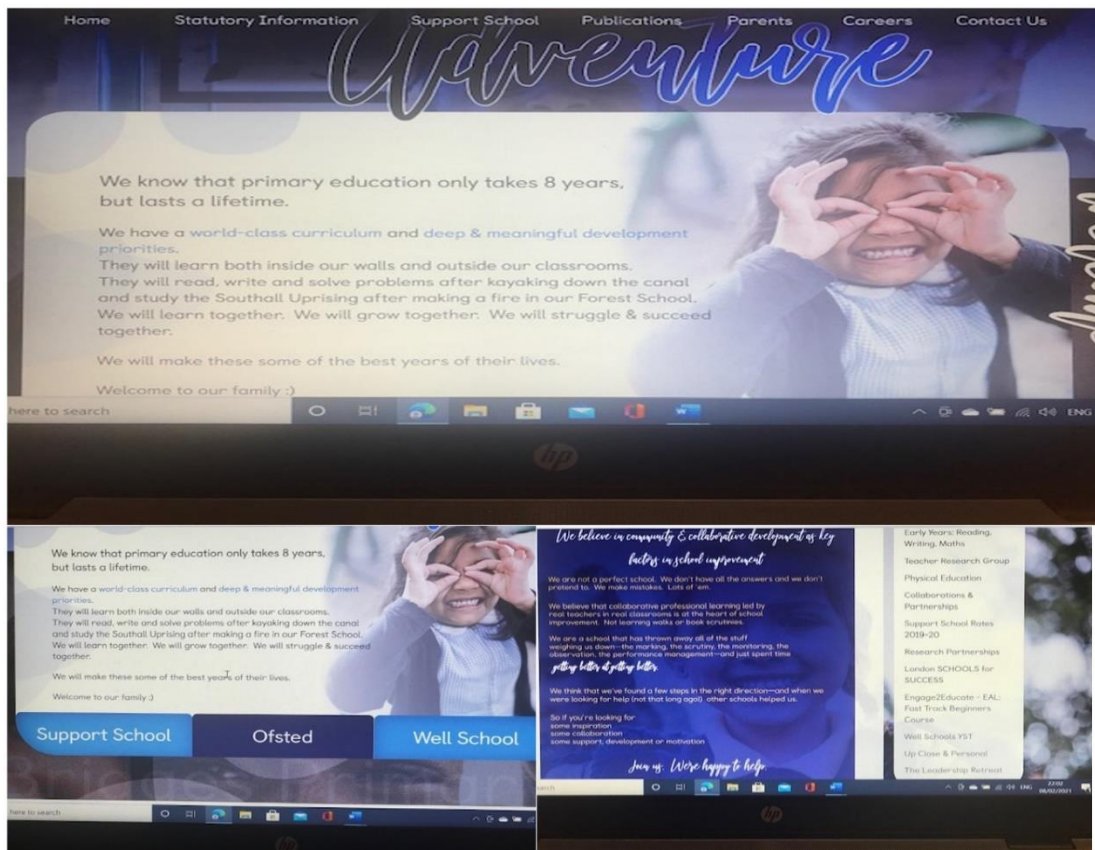 Home Statutory Information Support School Publications Parents Careers Contact Us
Adventure
We know that primary education only takes 8 years,
but lasts a lifetime.
We have a world-class curriculum and deep & meaningful development
priorities.
They will learn both inside our walls and outside our classrooms.
They will read, write and solve problems after kayaking down the canal
and study the Southall Uprising after making a fire in our Forest School.
We will learn together. We will grow together. We will struggle & succeed
together.
We will make these some of the best years of their lives.
Welcome to our family :)
here to search
ENG
hp
We know that primary education only takes 8 years,
but lasts a lifetime.
We have a world-class curriculum and deep & meaningful development
priorities.
They will learn both inside our walls and outside our classrooms.
They will read, write and solve problems after kayaking down the canal
and study the Southall Uprising after making a fire in our Forest School.
We will learn together. We will grow together. We will struggle & succeed
together.
We will make these some of the best years of their lives.
Welcome to our family :)
Support School Ofsted Well School
here to search
hp
We believe in community & collaborative development as key
factors in school improvement
We are not a perfect school. We don't have all the answers and we don't
pretend to. We make mistakes. Lots of 'em.
We believe that collaborative professional learning led by
real teachers in real classrooms is at the heart of school
improvement. Not learning walks or book scrutinies.
We are a school that has thrown away all of the stuff
weighing us down—the marking, the scrutiny, the monitoring, the
observation, the performance management—and just spent time
getting better at getting better.
We think that we've found a few steps in the right direction—and when we
were looking for help (not that long ago!) other schools helped us.
So if you're looking for
some inspiration
some collaboration
some support, development or motivation
Join us. We're happy to help.
Early Years: Reading,
Writing, Maths
Teacher Research Group
Physical Education
Collaborations &
Partnerships
Support School Rates
2019-20
Research Partnerships
London SCHOOLS for
SUCCESS
Engage2Educate - EAL:
Fast Track Beginners
Course
Well Schools YST
Up Close & Personal
The Leadership Retreat
earch
ENG
22:02
08/02/2021
hp